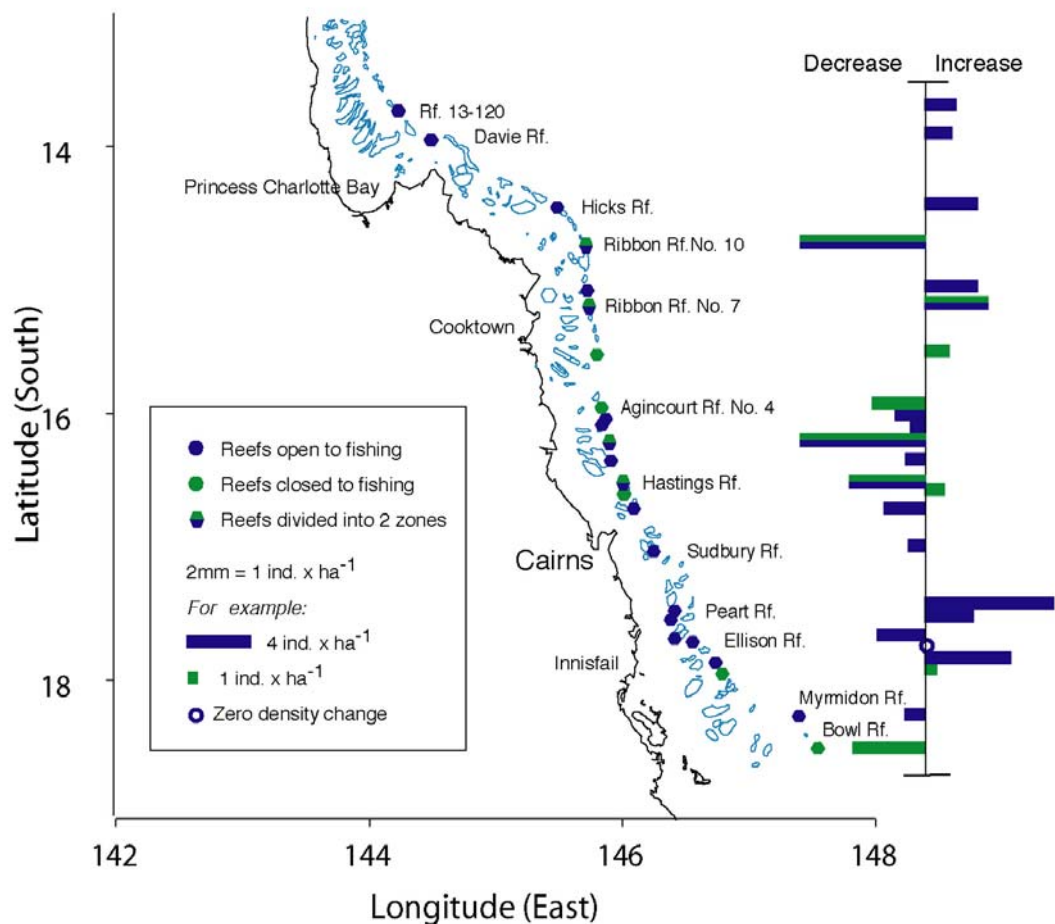 Decrease Increase
14
Rf. 13-120
Davie Rf.
Princess Charlotte Bay
Hicks Rf.
Ribbon Rf.No. 10
Ribbon Rf. No. 7
Cooktown
16
Agincourt Rf. No. 4
Reefs open to fishing
Reefs closed to fishing
Reefs divided into 2 zones
2mm = 1 ind. x ha⁻¹
For example:
4 ind. x ha⁻¹
1 ind. x ha⁻¹
Zero density change
Hastings Rf.
Cairns
Sudbury Rf.
Peart Rf.
Ellison Rf.
Innisfail
18
Myrmidon Rf.
Bowl Rf.
Latitude (South)
142 144 146 148
Longitude (East)